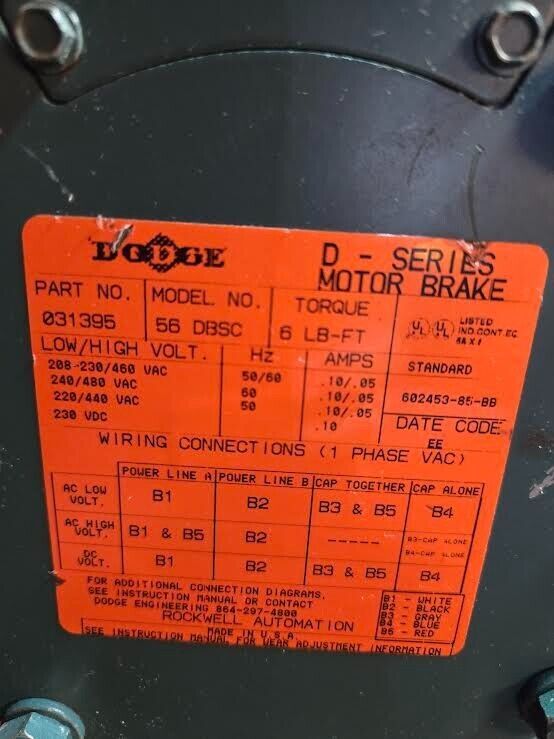 DODGE
D - SERIES
MOTOR BRAKE
PART NO. MODEL NO. TORQUE
031395 56 DBSC 6 LB-FT
UL UL LISTED
IND.CONT.EQ.
LOW/HIGH VOLT. Hz AMPS STANDARD
208-230/460 VAC 50/60 .10/.05
240/480 VAC 60 .10/.05 602453-85-BB
220/440 VAC 50 .10/.05
230 VDC .10 DATE CODE
EE
WIRING CONNECTIONS (1 PHASE VAC)
POWER LINE A POWER LINE B CAP TOGETHER CAP ALONE
AC LOW VOLT. B1 B2 B3 & B5 B4
AC HIGH VOLT. B1 & B5 B2 ----- B3-CAP ALONE
B4-CAP ALONE
DC VOLT. B1 B2 B3 & B5 B4
FOR ADDITIONAL CONNECTION DIAGRAMS.
SEE INSTRUCTION MANUAL OR CONTACT
DODGE ENGINEERING 864-297-4800
ROCKWELL AUTOMATION
MADE IN U.S.A.
B1 - WHITE
B2 - BLACK
B3 - GRAY
B4 - BLUE
B5 - RED
SEE INSTRUCTION MANUAL FOR WEAR ADJUSTMENT INFORMATION